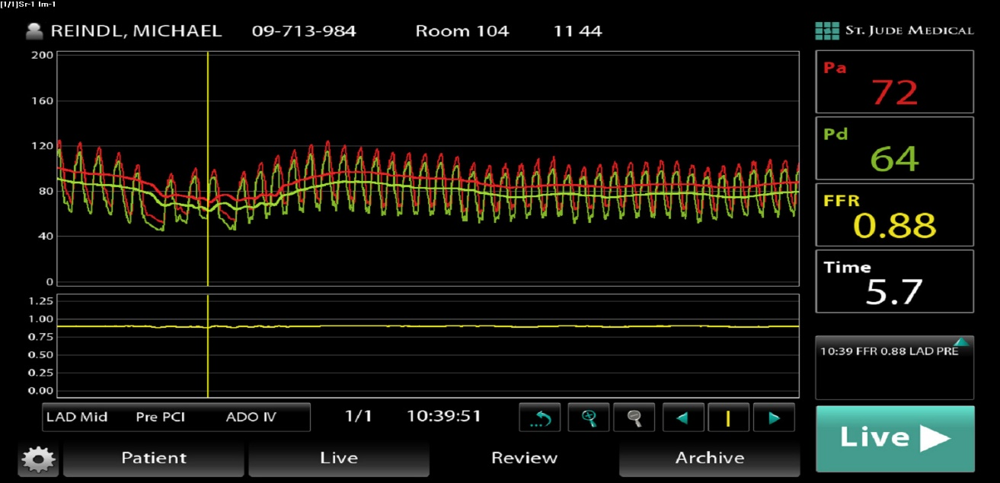 [1/1]Sr-1 Im-1
REINDL, MICHAEL 09-713-984 Room 104 11 44
ST. JUDE MEDICAL
200
160
120
80
40
0
Pa
72
Pd
64
FFR
0.88
Time
5.7
1.25
1.00
0.75
0.50
0.25
0.00
10:39 FFR 0.88 LAD PRE
LAD Mid Pre PCI ADO IV 1/1 10:39:51
Live
Patient Live Review Archive